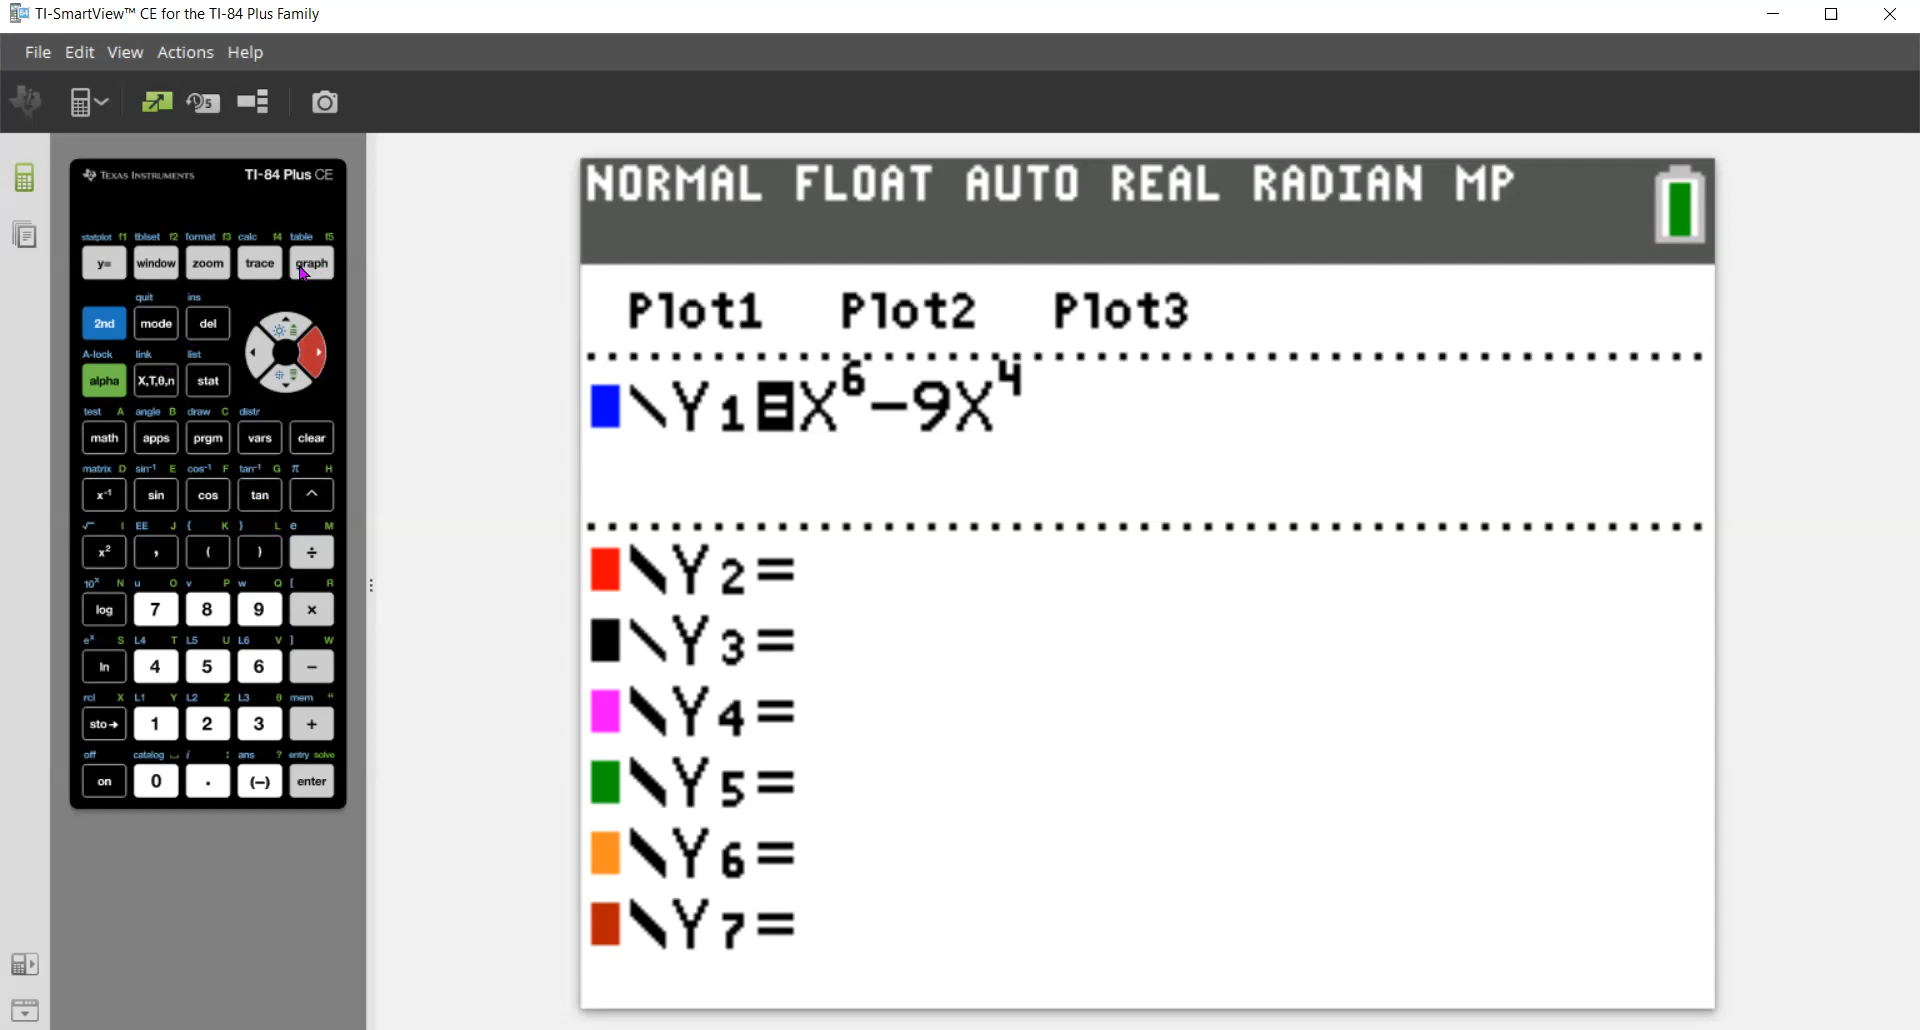 TI-SmartView™ CE for the TI-84 Plus Family
File Edit View Actions Help
TEXAS INSTRUMENTS TI-84 Plus CE
statplot f1 tblset f2 format f3 calc f4 table f5
y= window zoom trace graph
quit ins
2nd mode del
A-lock link list
alpha X,T,θ,n stat
test A angle B draw C distr
math apps prgm vars clear
matrix D sin⁻¹ E cos⁻¹ F tan⁻¹ G π H
x⁻¹ sin cos tan ^
√ I EE J { K } L e M
x² , ( ) ÷
10ˣ N u O v P w Q [ R
log 7 8 9 ×
eˣ S L4 T L5 U L6 V ] W
ln 4 5 6 −
rcl X L1 Y L2 Z L3 θ mem "
sto→ 1 2 3 +
off catalog ⎵ i : ans ? entry solve
on 0 . (−) enter
NORMAL FLOAT AUTO REAL RADIAN MP
Plot1 Plot2 Plot3
\Y₁=X⁶−9X⁴
\Y₂=
\Y₃=
\Y₄=
\Y₅=
\Y₆=
\Y₇=